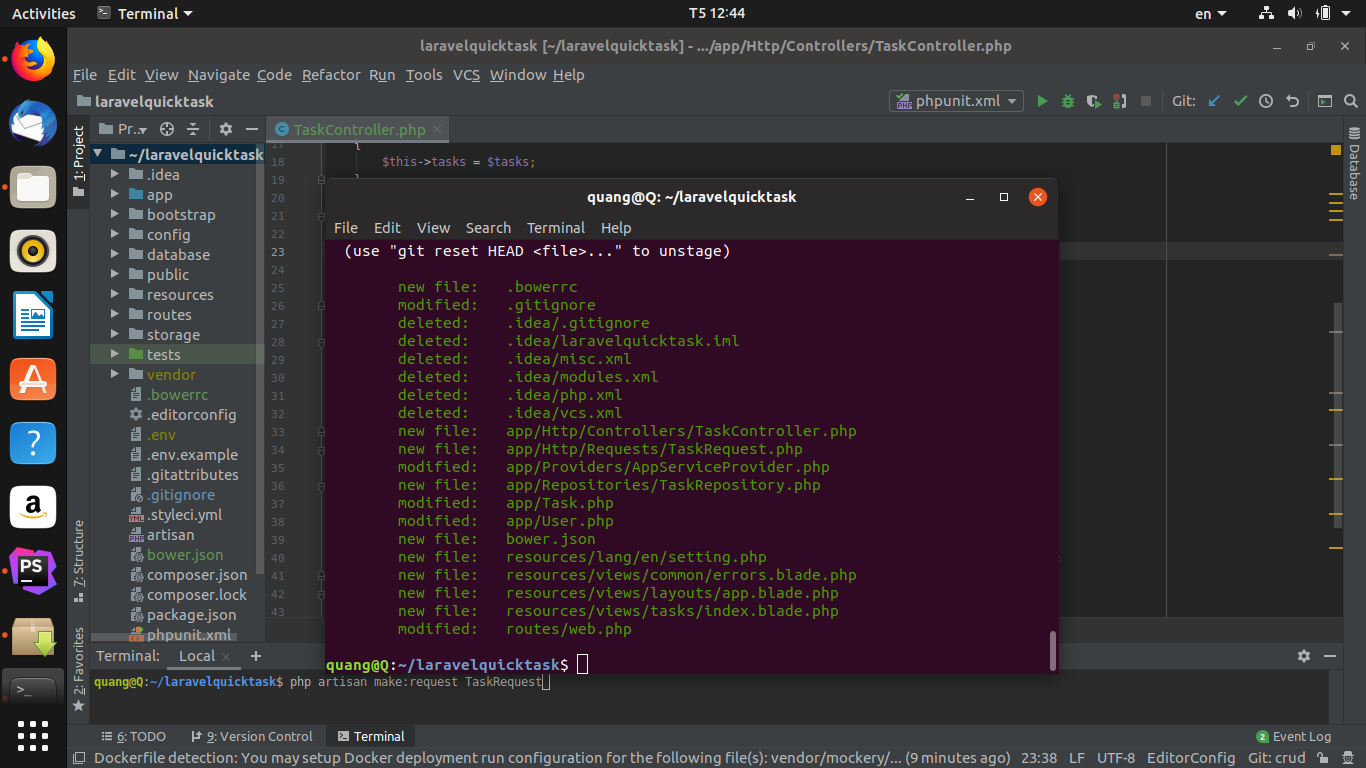 Activities Terminal T5 12:44 en
laravelquicktask [~/laravelquicktask] - .../app/Http/Controllers/TaskController.php
File Edit View Navigate Code Refactor Run Tools VCS Window Help
laravelquicktask phpunit.xml Git:
1: Project
Pr... TaskController.php
~/laravelquicktask
.idea
app
bootstrap
config
database
public
resources
routes
storage
tests
vendor
.bowerrc
.editorconfig
.env
.env.example
.gitattributes
.gitignore
.styleci.yml
artisan
bower.json
composer.json
composer.lock
package.json
phpunit.xml
7: Structure
2: Favorites
17 {
18 $this->tasks = $tasks;
19 }
20
21
22
23
24
25
26
27
28
29
30
31
32
33
34
35
36
37
38
39
40
41
42
43
Database
quang@Q: ~/laravelquicktask
File Edit View Search Terminal Help
(use "git reset HEAD <file>..." to unstage)
new file: .bowerrc
modified: .gitignore
deleted: .idea/.gitignore
deleted: .idea/laravelquicktask.iml
deleted: .idea/misc.xml
deleted: .idea/modules.xml
deleted: .idea/php.xml
deleted: .idea/vcs.xml
new file: app/Http/Controllers/TaskController.php
new file: app/Http/Requests/TaskRequest.php
modified: app/Providers/AppServiceProvider.php
new file: app/Repositories/TaskRepository.php
modified: app/Task.php
modified: app/User.php
new file: bower.json
new file: resources/lang/en/setting.php
new file: resources/views/common/errors.blade.php
new file: resources/views/layouts/app.blade.php
new file: resources/views/tasks/index.blade.php
modified: routes/web.php
quang@Q:~/laravelquicktask$
Terminal: Local
quang@Q:~/laravelquicktask$ php artisan make:request TaskRequest
6: TODO 9: Version Control Terminal 2 Event Log
Dockerfile detection: You may setup Docker deployment run configuration for the following file(s): vendor/mockery/... (9 minutes ago) 23:38 LF UTF-8 EditorConfig Git: crud